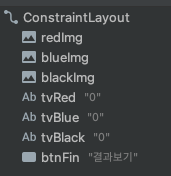 ConstraintLayout
redImg
blueImg
blackImg
Ab tvRed "0"
Ab tvBlue "0"
Ab tvBlack "0"
btnFin "결과보기"